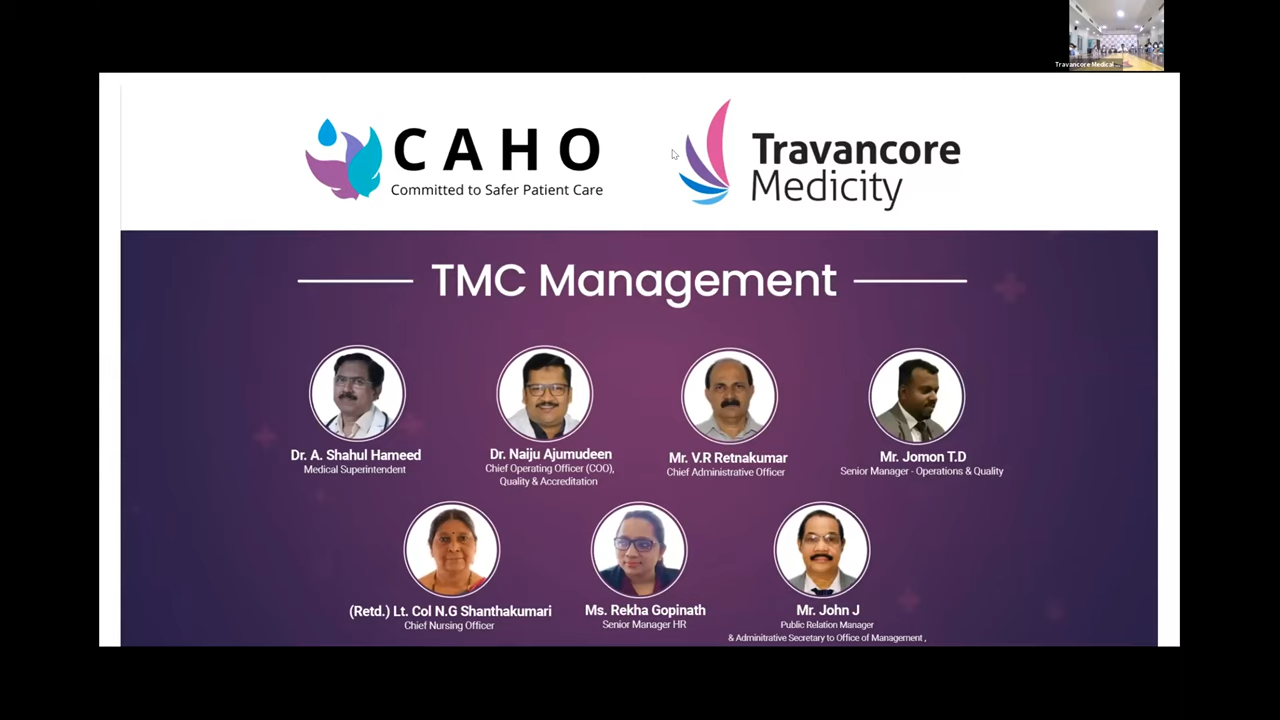 Travancore Medical ...
CAHO
Committed to Safer Patient Care
Travancore
Medicity
TMC Management
Dr. A. Shahul Hameed
Medical Superintendent
Dr. Naiju Ajumudeen
Chief Operating Officer (COO),
Quality & Accreditation
Mr. V.R Retnakumar
Chief Administrative Officer
Mr. Jomon T.D
Senior Manager - Operations & Quality
(Retd.) Lt. Col N.G Shanthakumari
Chief Nursing Officer
Ms. Rekha Gopinath
Senior Manager HR
Mr. John J
Public Relation Manager
& Adminitrative Secretary to Office of Management ,